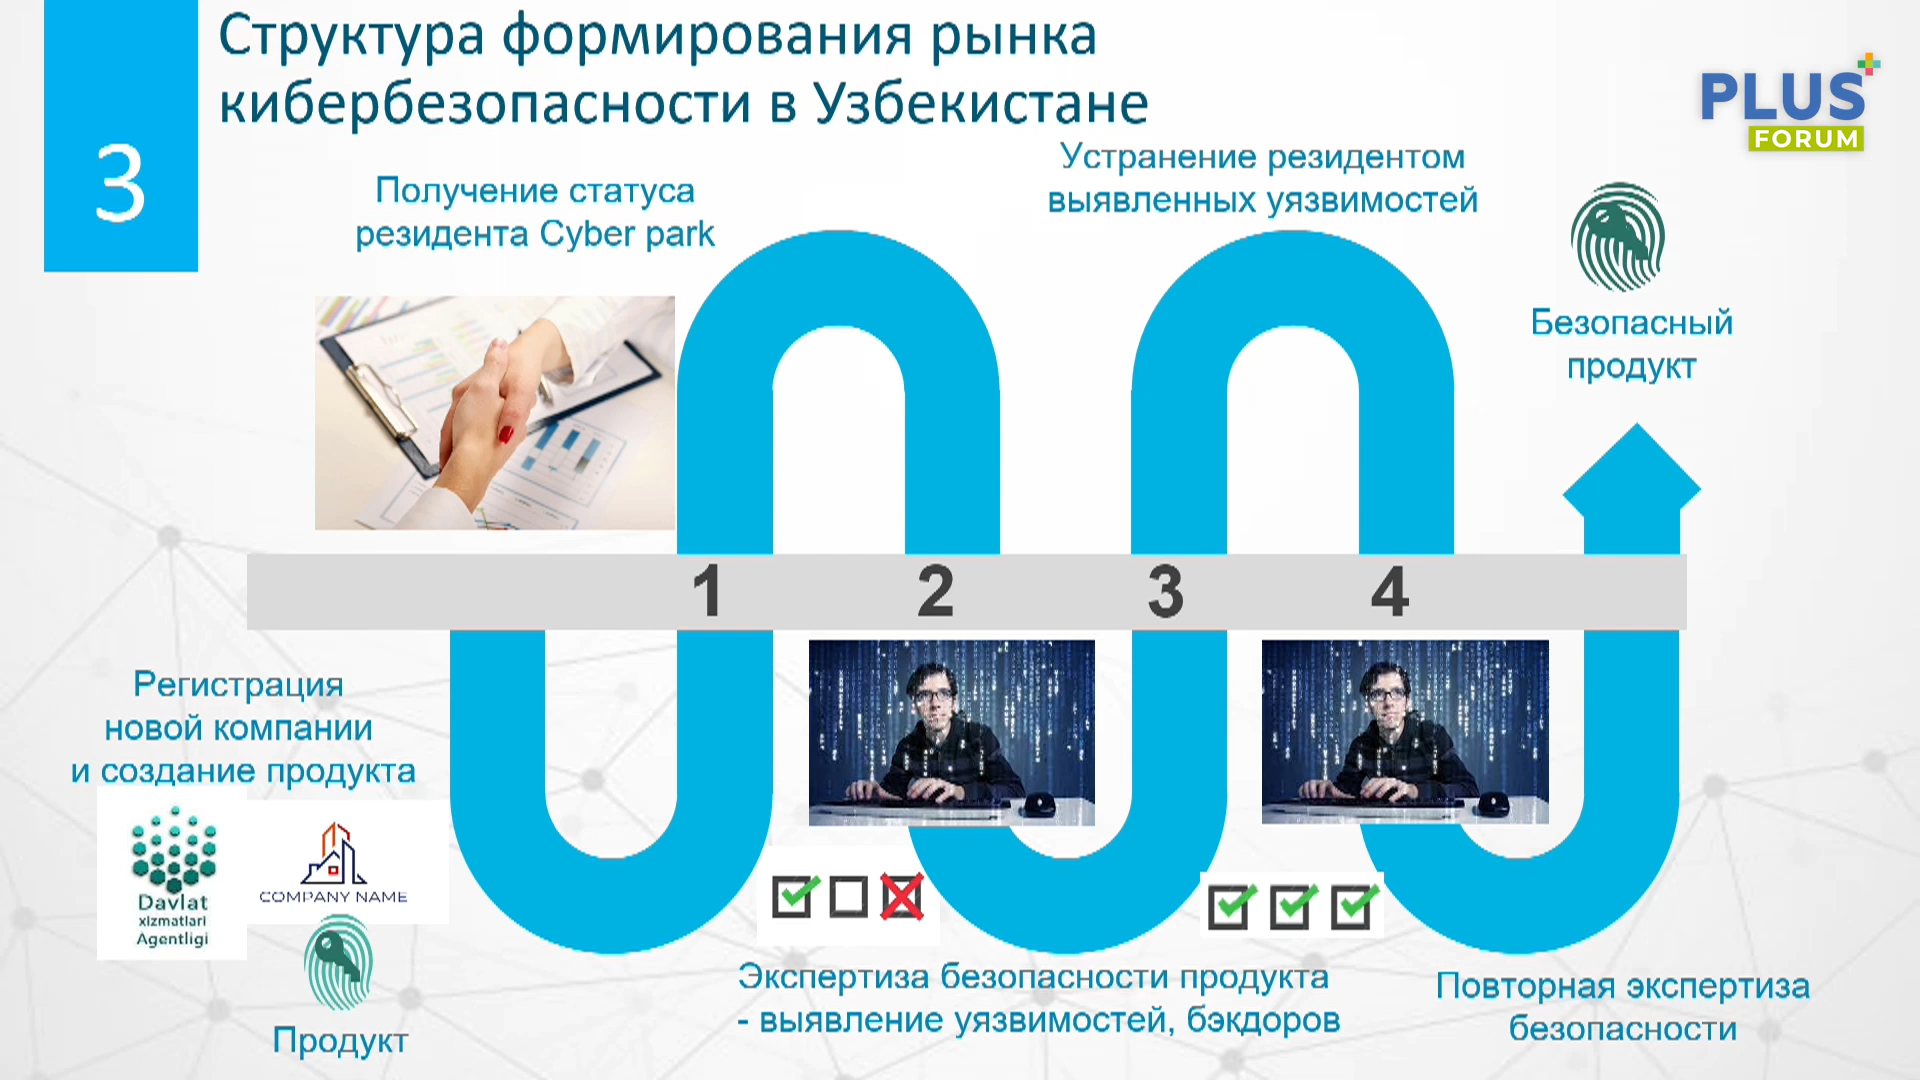 Структура формирования рынка
кибербезопасности в Узбекистане
3
PLUS
FORUM
Получение статуса
резидента Cyber park
Устранение резидентом
выявленных уязвимостей
Безопасный
продукт
1
2
3
4
Регистрация
новой компании
и создание продукта
Davlat
xizmatlari
Agentligi
COMPANY NAME
Продукт
Экспертиза безопасности продукта
- выявление уязвимостей, бэкдоров
Повторная экспертиза
безопасности